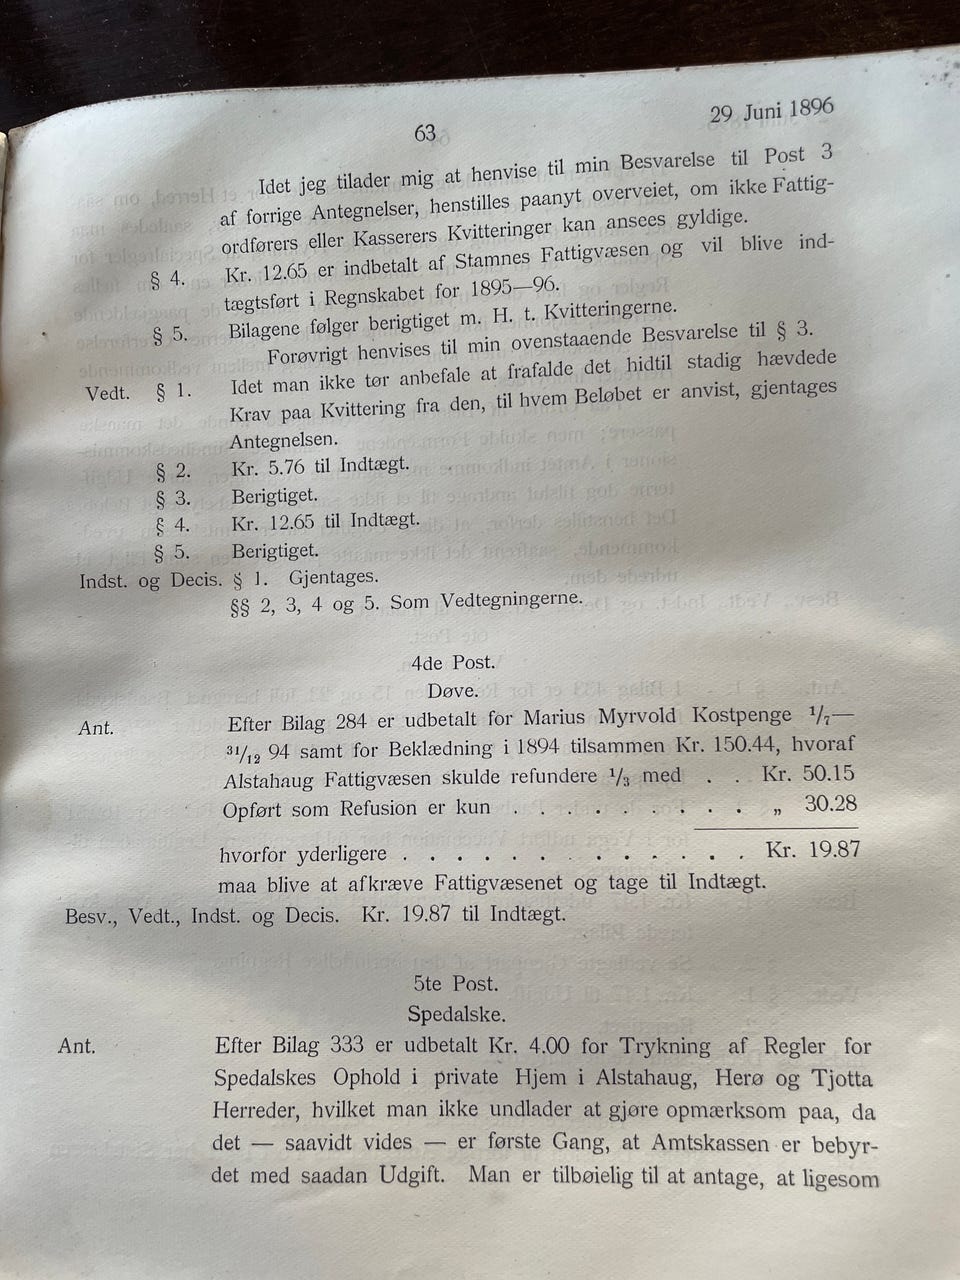 63
29 Juni 1896
Idet jeg tilader mig at henvise til min Besvarelse til Post 3
af forrige Antegnelser, henstilles paanyt overveiet, om ikke Fattig-
ordførers eller Kasserers Kvitteringer kan ansees gyldige.
§ 4. Kr. 12.65 er indbetalt af Stamnes Fattigvæsen og vil blive ind-
tægtsført i Regnskabet for 1895—96.
§ 5. Bilagene følger berigtiget m. H. t. Kvitteringerne.
Forøvrigt henvises til min ovenstaaende Besvarelse til § 3.
Vedt. § 1. Idet man ikke tør anbefale at frafalde det hidtil stadig hævdede
Krav paa Kvittering fra den, til hvem Beløbet er anvist, gjentages
Antegnelsen.
§ 2. Kr. 5.76 til Indtægt.
§ 3. Berigtiget.
§ 4. Kr. 12.65 til Indtægt.
§ 5. Berigtiget.
Indst. og Decis. § 1. Gjentages.
§§ 2, 3, 4 og 5. Som Vedtegningerne.
4de Post.
Døve.
Ant. Efter Bilag 284 er udbetalt for Marius Myrvold Kostpenge 1/7—
31/12 94 samt for Beklædning i 1894 tilsammen Kr. 150.44, hvoraf
Alstahaug Fattigvæsen skulde refundere 1/3 med . . Kr. 50.15
Opført som Refusion er kun . . . . . . . . . „ 30.28
hvorfor yderligere . . . . . . . . . . . . . Kr. 19.87
maa blive at afkræve Fattigvæsenet og tage til Indtægt.
Besv., Vedt., Indst. og Decis. Kr. 19.87 til Indtægt.
5te Post.
Spedalske.
Ant. Efter Bilag 333 er udbetalt Kr. 4.00 for Trykning af Regler for
Spedalskes Ophold i private Hjem i Alstahaug, Herø og Tjotta
Herreder, hvilket man ikke undlader at gjøre opmærksom paa, da
det — saavidt vides — er første Gang, at Amtskassen er bebyr-
det med saadan Udgift. Man er tilbøielig til at antage, at ligesom